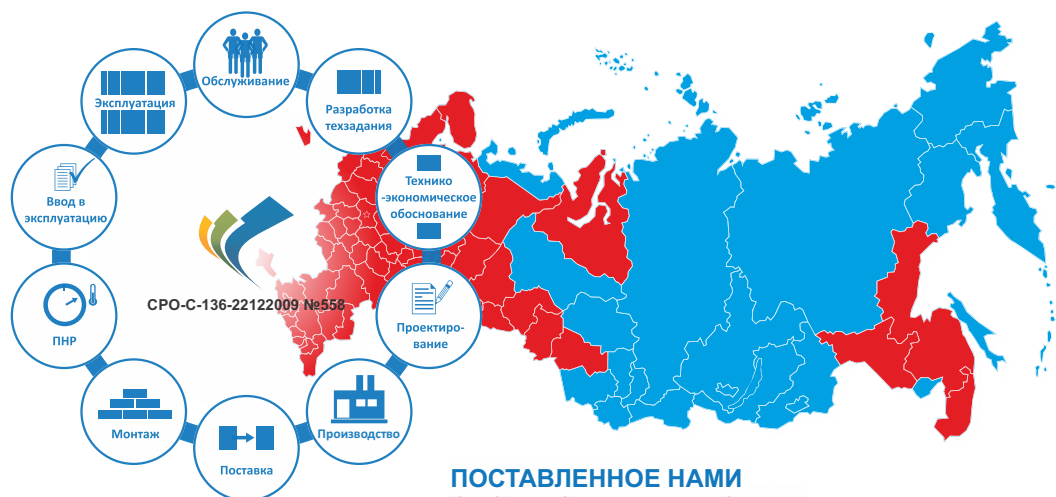 Обслуживание
Разработка
техзадания
Технико
-экономическое
обоснование
Проектиро-
вание
Производство
Поставка
Монтаж
ПНР
Ввод в
эксплуатацию
Эксплуатация
СРО-С-136-22122009 №558
ПОСТАВЛЕННОЕ НАМИ